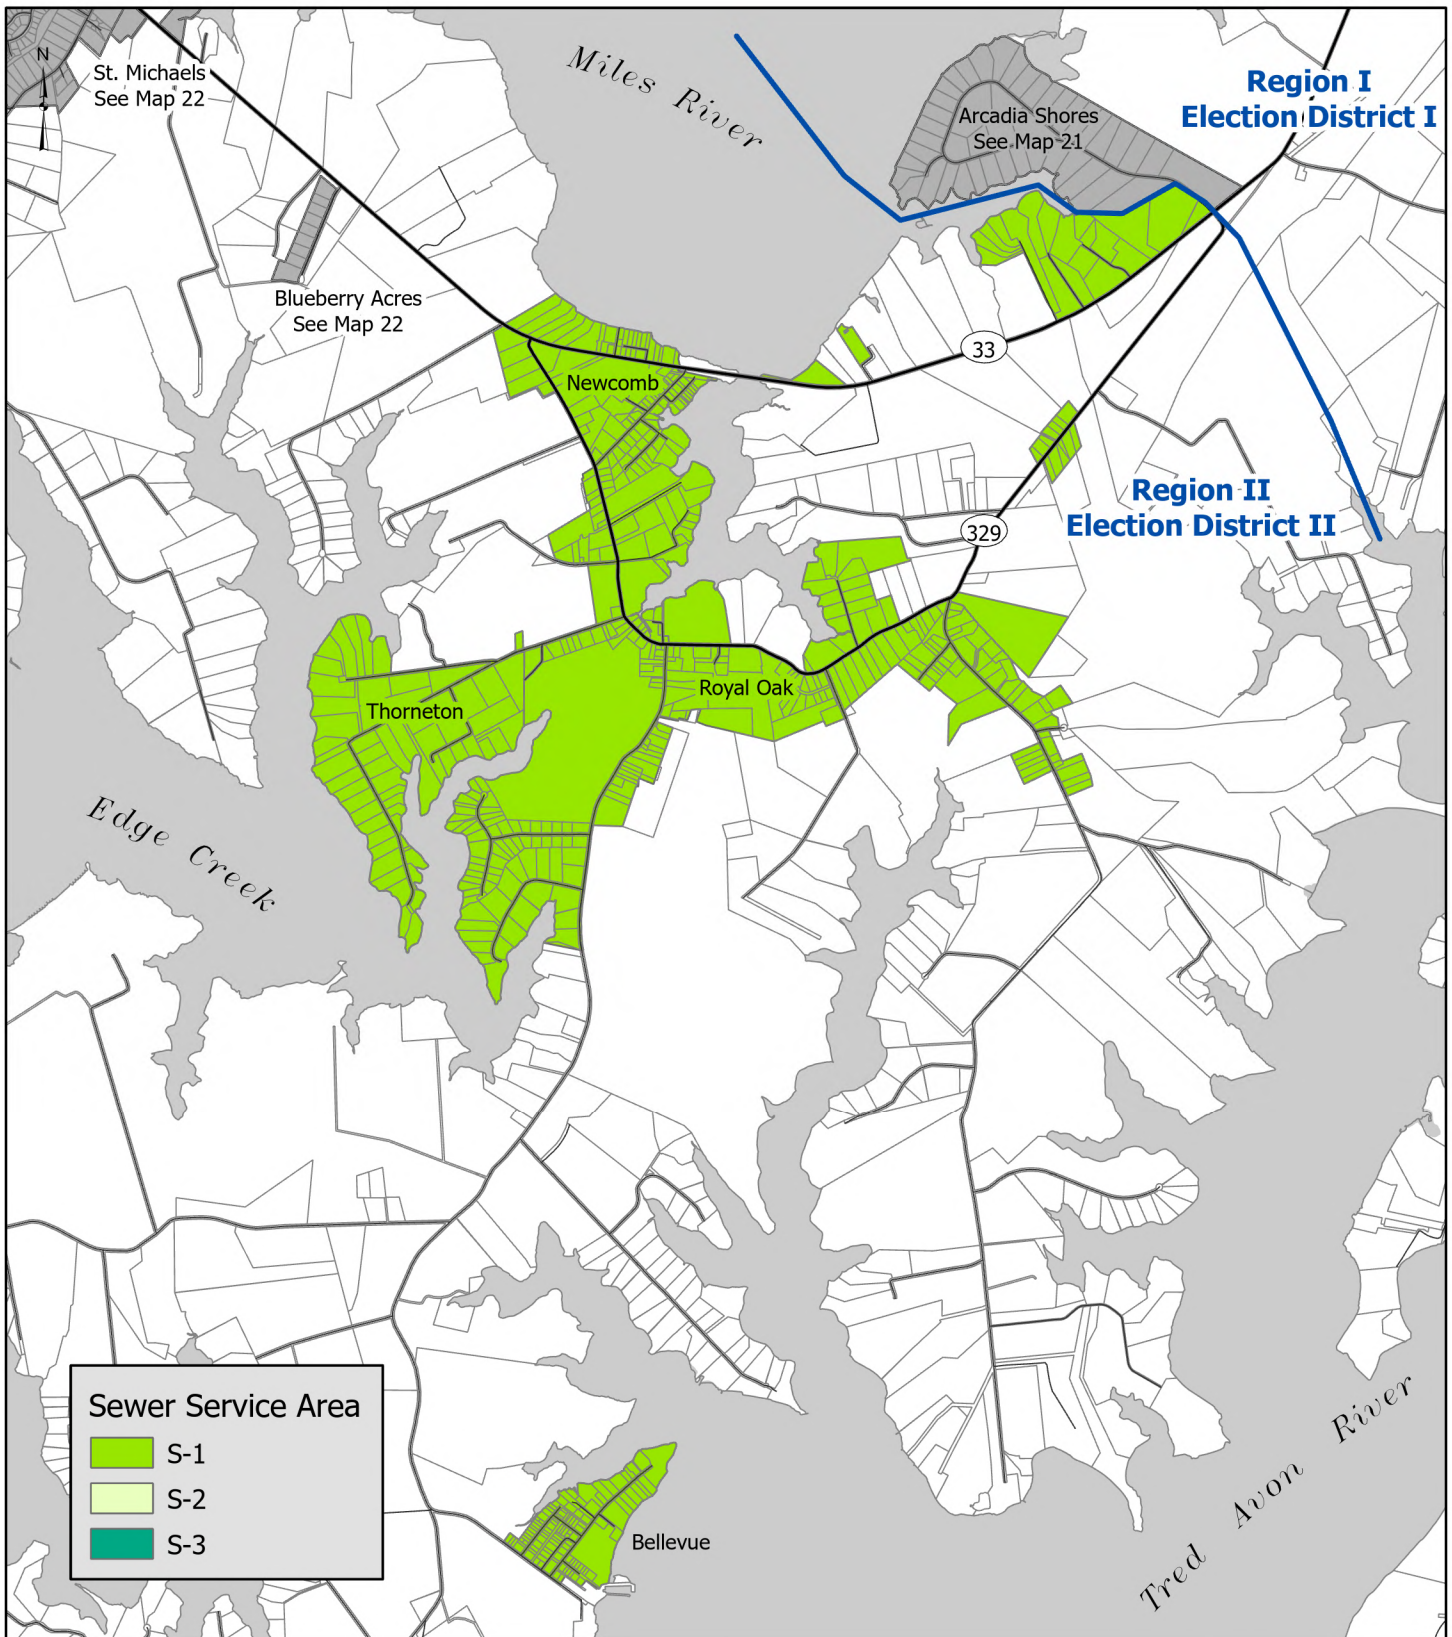 N
St. Michaels
See Map 22
Miles River
Arcadia Shores
See Map 21
Region I
Election District I
Blueberry Acres
See Map 22
33
Newcomb
Region II
Election District II
329
Royal Oak
Thorneton
Edge Creek
Tred Avon River
Sewer Service Area
S-1
S-2
S-3
Bellevue